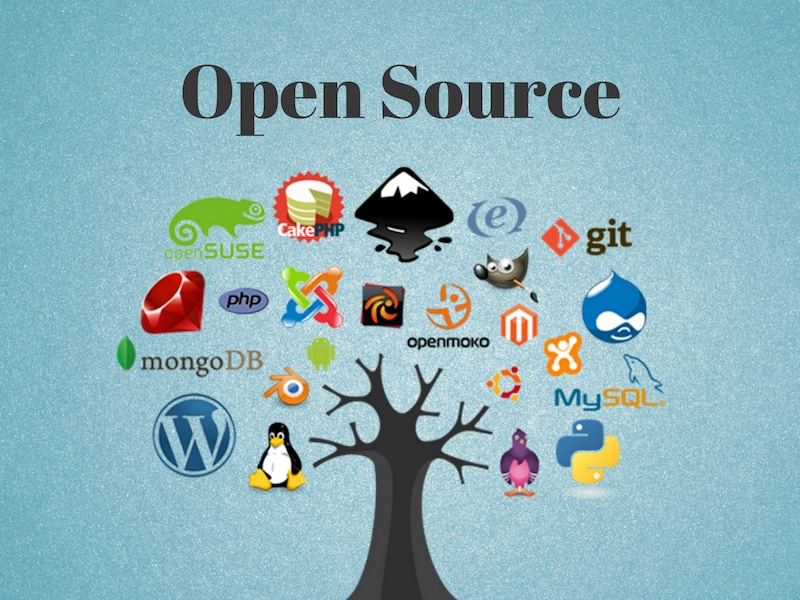 Open Source
openSUSE
CakePHP
e
git
php
openmoko
mongoDB
MySQL
W